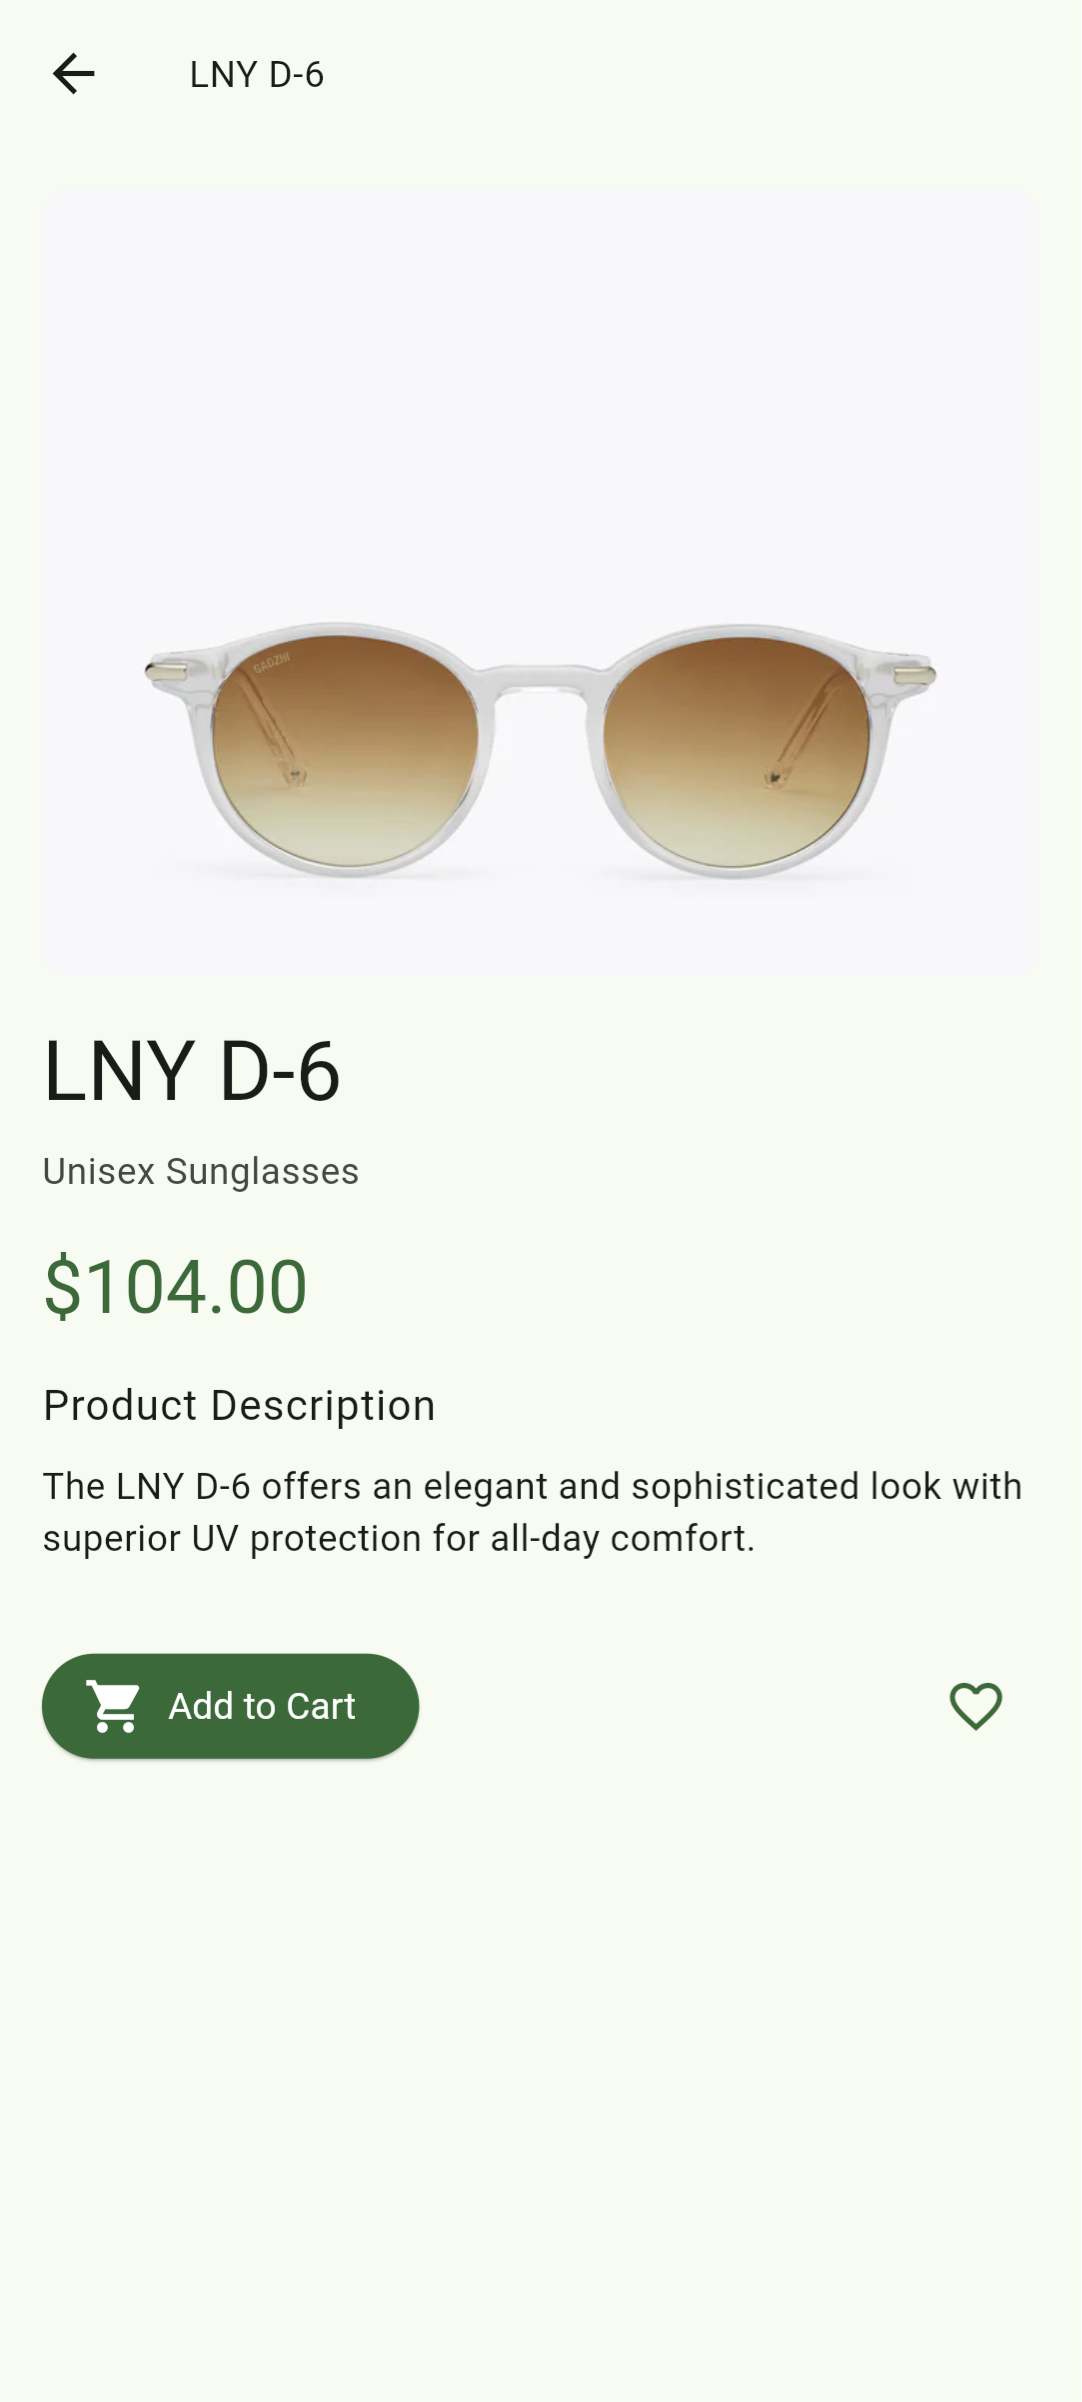 LNY D-6
GADZHI
LNY D-6
Unisex Sunglasses
$104.00
Product Description
The LNY D-6 offers an elegant and sophisticated look with
superior UV protection for all-day comfort.
Add to Cart